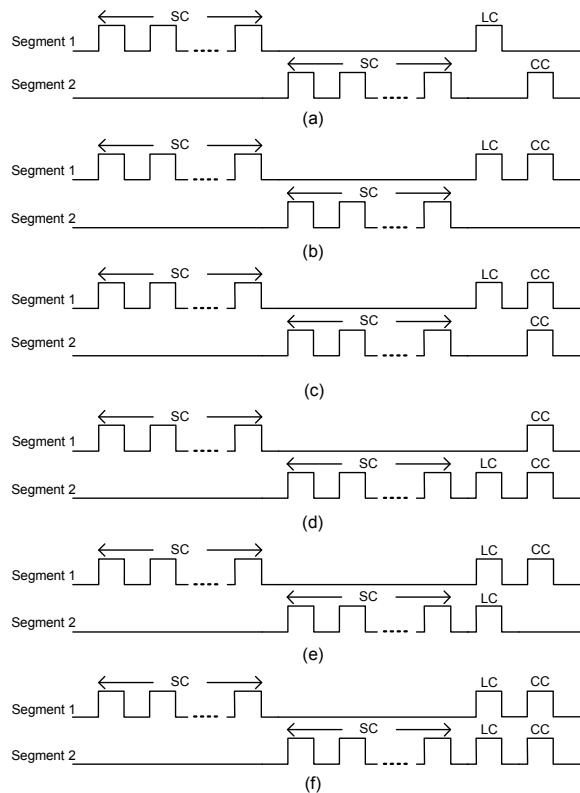 SC LC
Segment 1
SC CC
Segment 2
(a)
SC LC CC
Segment 1
SC
Segment 2
(b)
SC LC CC
Segment 1
SC CC
Segment 2
(c)
SC CC
Segment 1
SC LC CC
Segment 2
(d)
SC LC CC
Segment 1
SC LC
Segment 2
(e)
SC LC CC
Segment 1
SC LC CC
Segment 2
(f)